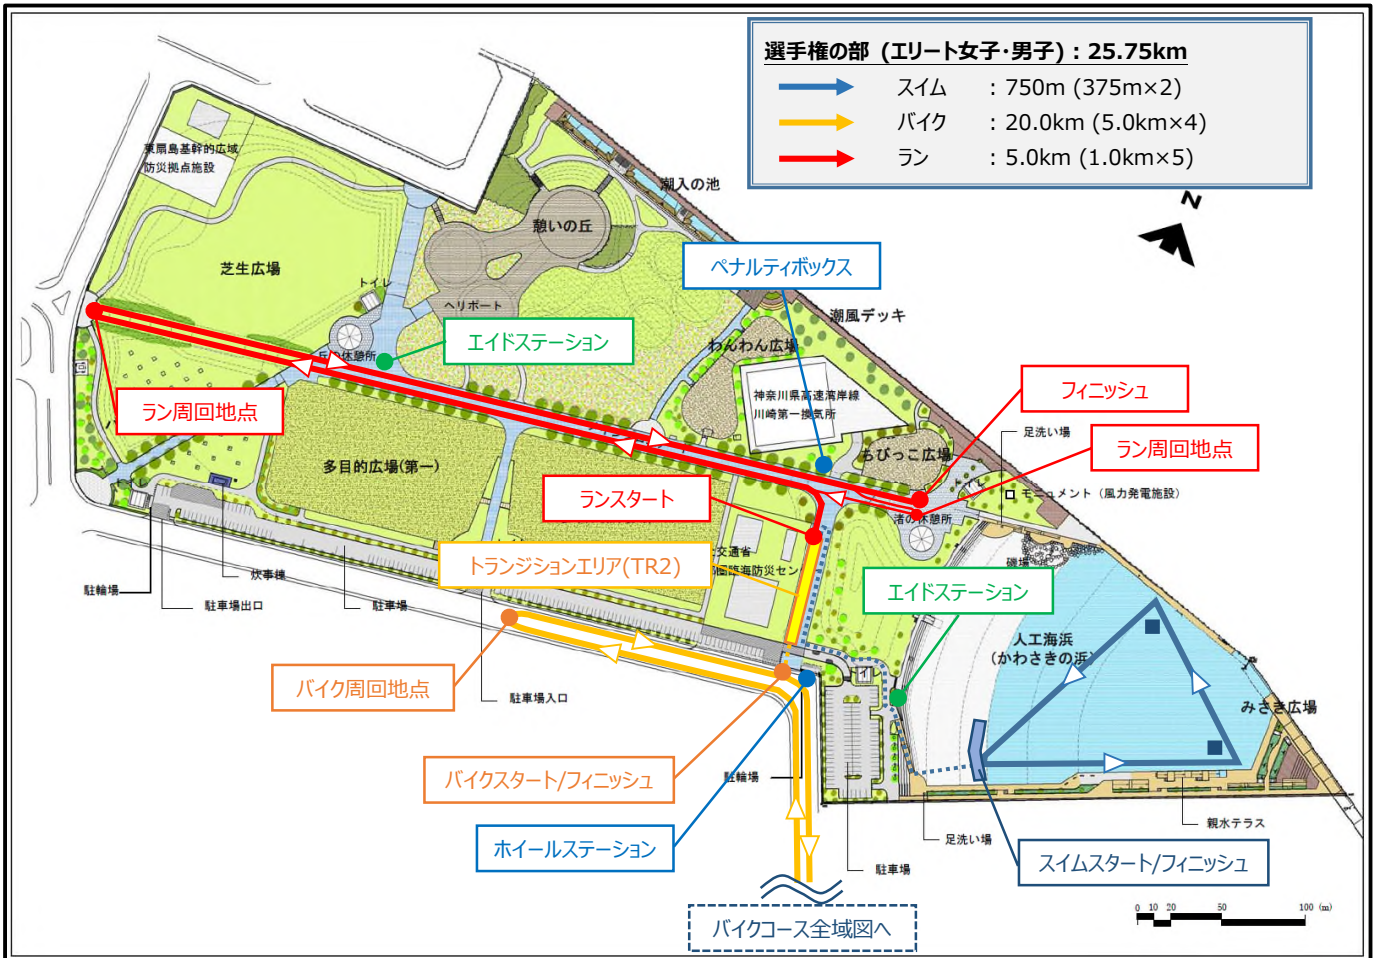 選手権の部 (エリート女子・男子) : 25.75km
スイム : 750m (375m×2)
バイク : 20.0km (5.0km×4)
ラン : 5.0km (1.0km×5)
N
東扇島基幹的広域
防災拠点施設
潮入の池
憩いの丘
芝生広場
ペナルティボックス
トイレ
ヘリポート
潮風デッキ
エイドステーション
わんわん広場
丘の休憩所
フィニッシュ
神奈川県高速湾岸線
川崎第一換気所
ラン周回地点
足洗い場
ラン周回地点
ちびっこ広場
多目的広場(第一)
トイレ
ランスタート
モニュメント（風力発電施設）
渚の休憩所
トランジションエリア(TR2)
交通省
臨海防災セン
磯場
炊事棟
駐輪場
駐車場出口
駐車場
エイドステーション
人工海浜
(かわさきの浜)
バイク周回地点
駐車場入口
みさき広場
バイクスタート/フィニッシュ
駐輪場
親水テラス
ホイールステーション
足洗い場
駐車場
スイムスタート/フィニッシュ
0 10 20 50 100 (m)
バイクコース全域図へ